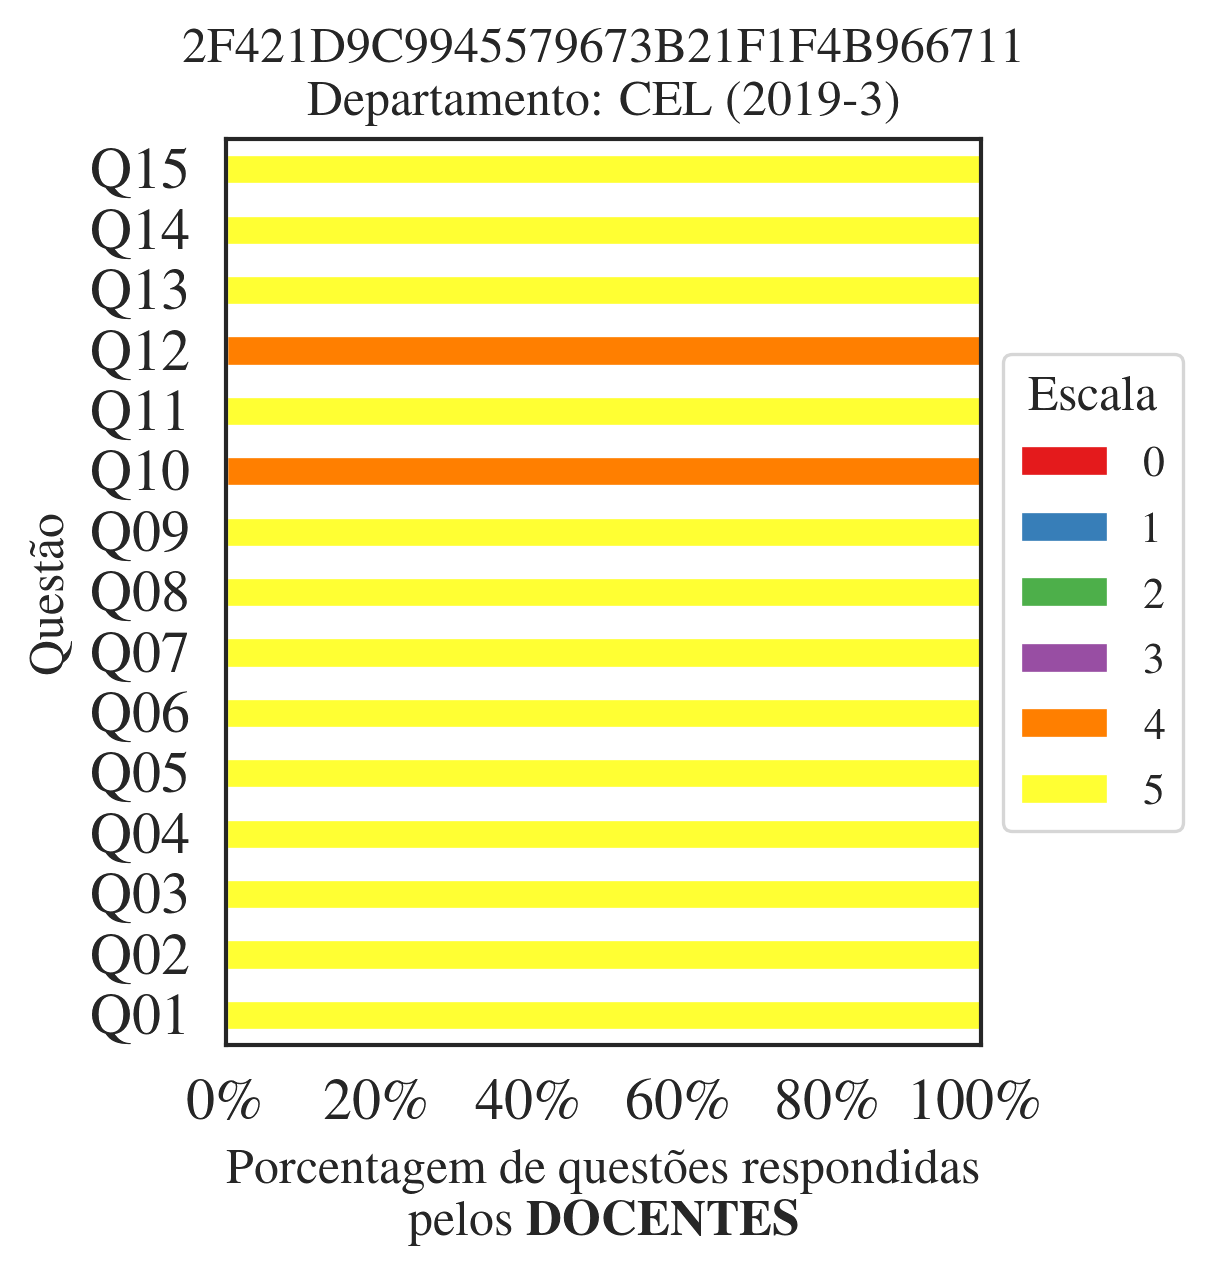 2F421D9C9945579673B21F1F4B966711
Departamento: CEL (2019-3)
Questão
Q15
Q14
Q13
Q12
Q11
Q10
Q09
Q08
Q07
Q06
Q05
Q04
Q03
Q02
Q01
0% 20% 40% 60% 80% 100%
Porcentagem de questões respondidas
pelos DOCENTES
Escala
0
1
2
3
4
5